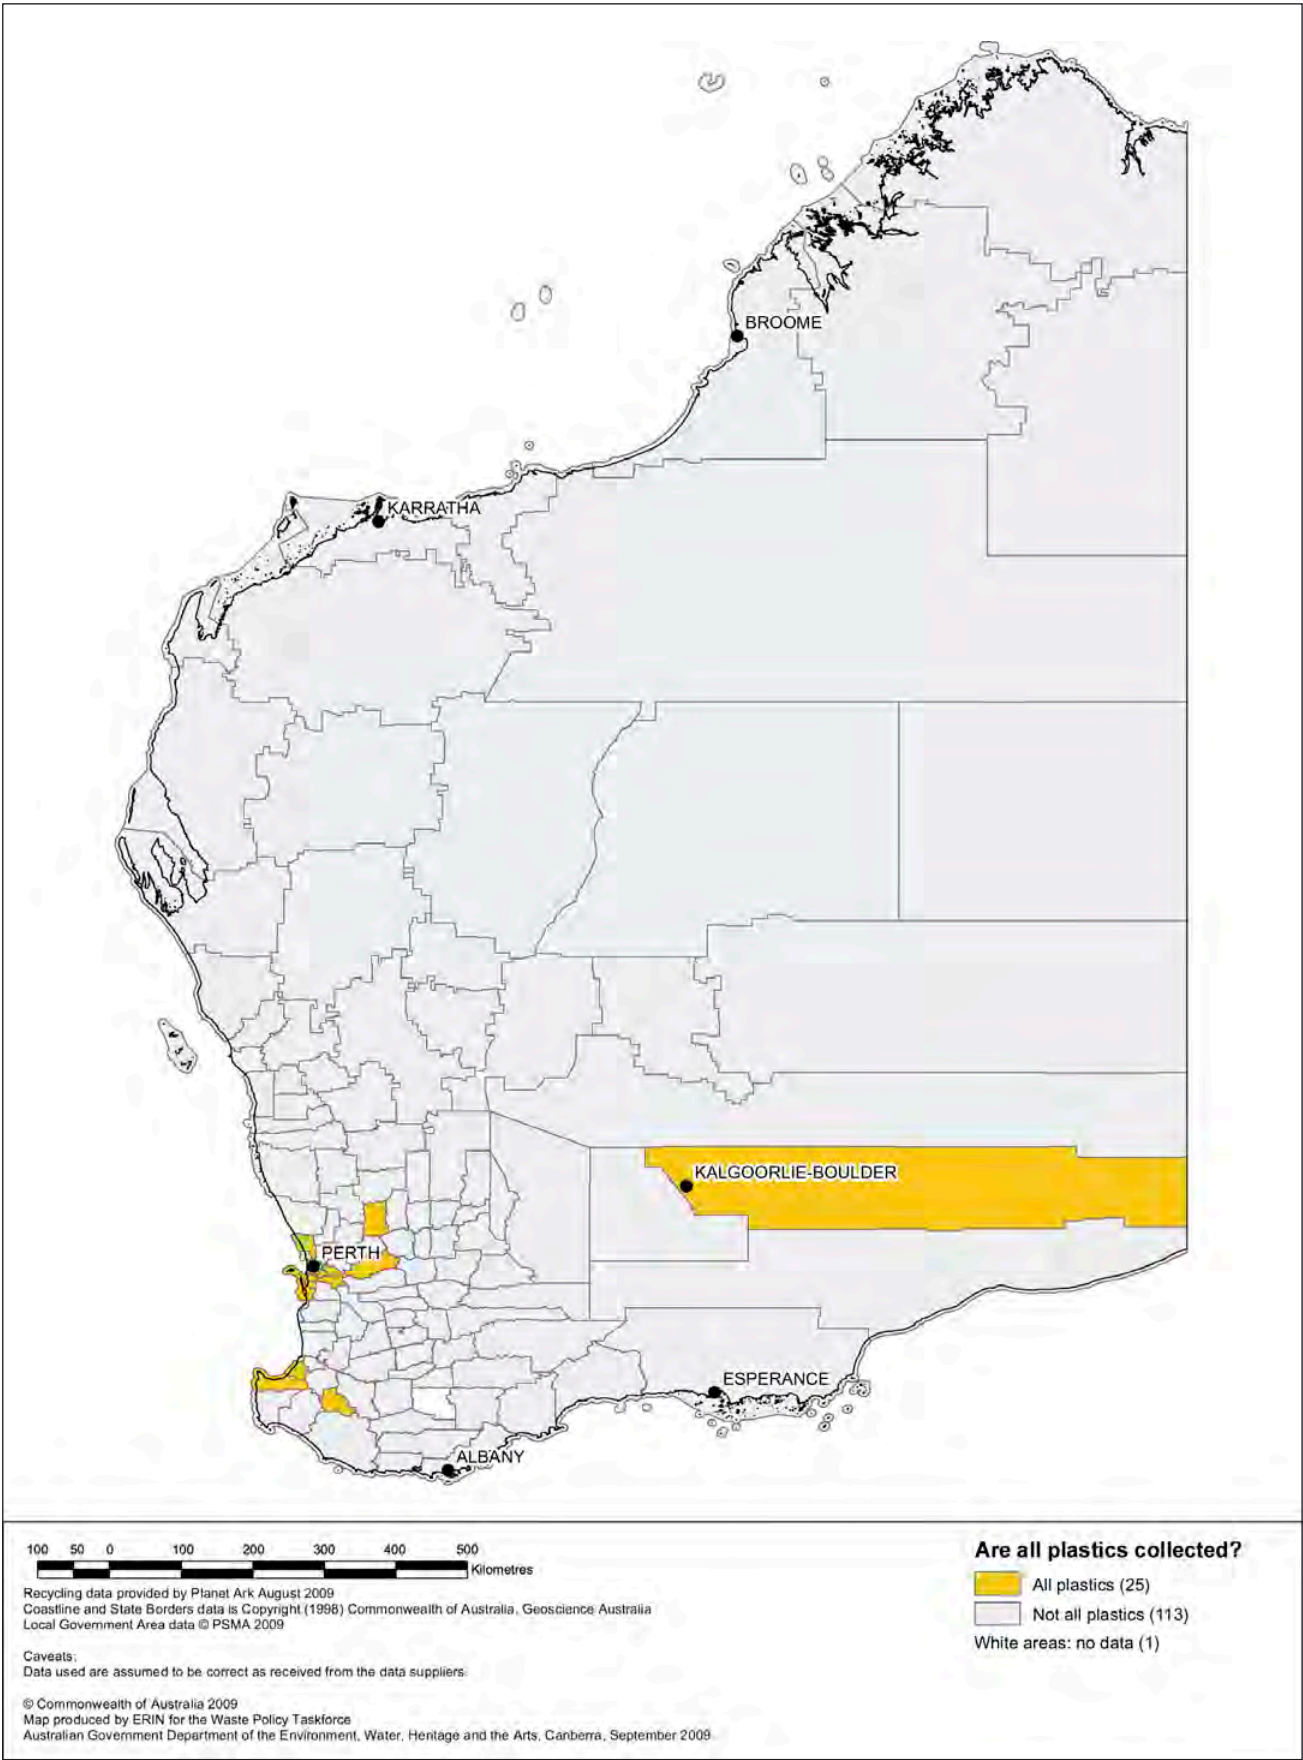 BROOME
KARRATHA
KALGOORLIE-BOULDER
PERTH
ESPERANCE
ALBANY
100 50 0 100 200 300 400 500
Kilometres
Recycling data provided by Planet Ark August 2009
Coastline and State Borders data is Copyright (1998) Commonwealth of Australia, Geoscience Australia
Local Government Area data © PSMA 2009
Caveats:
Data used are assumed to be correct as received from the data suppliers.
© Commonwealth of Australia 2009
Map produced by ERIN for the Waste Policy Taskforce
Australian Government Department of the Environment, Water, Heritage and the Arts, Canberra, September 2009
Are all plastics collected?
All plastics (25)
Not all plastics (113)
White areas: no data (1)